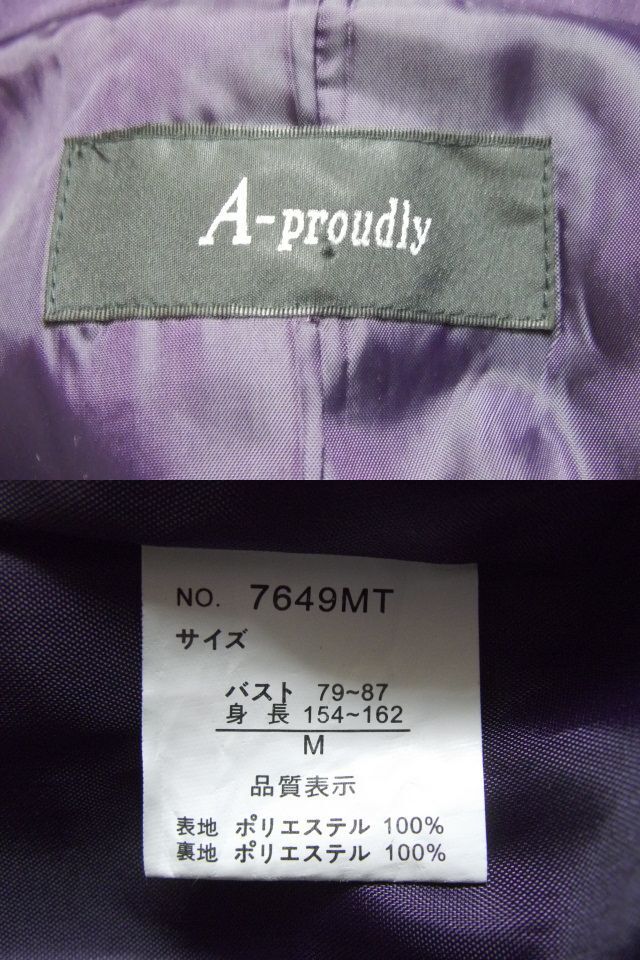 A-proudly
NO. 7649MT
サイズ
バスト 79~87
身 長 154~162
M
品質表示
表地 ポリエステル 100%
裏地 ポリエステル 100%